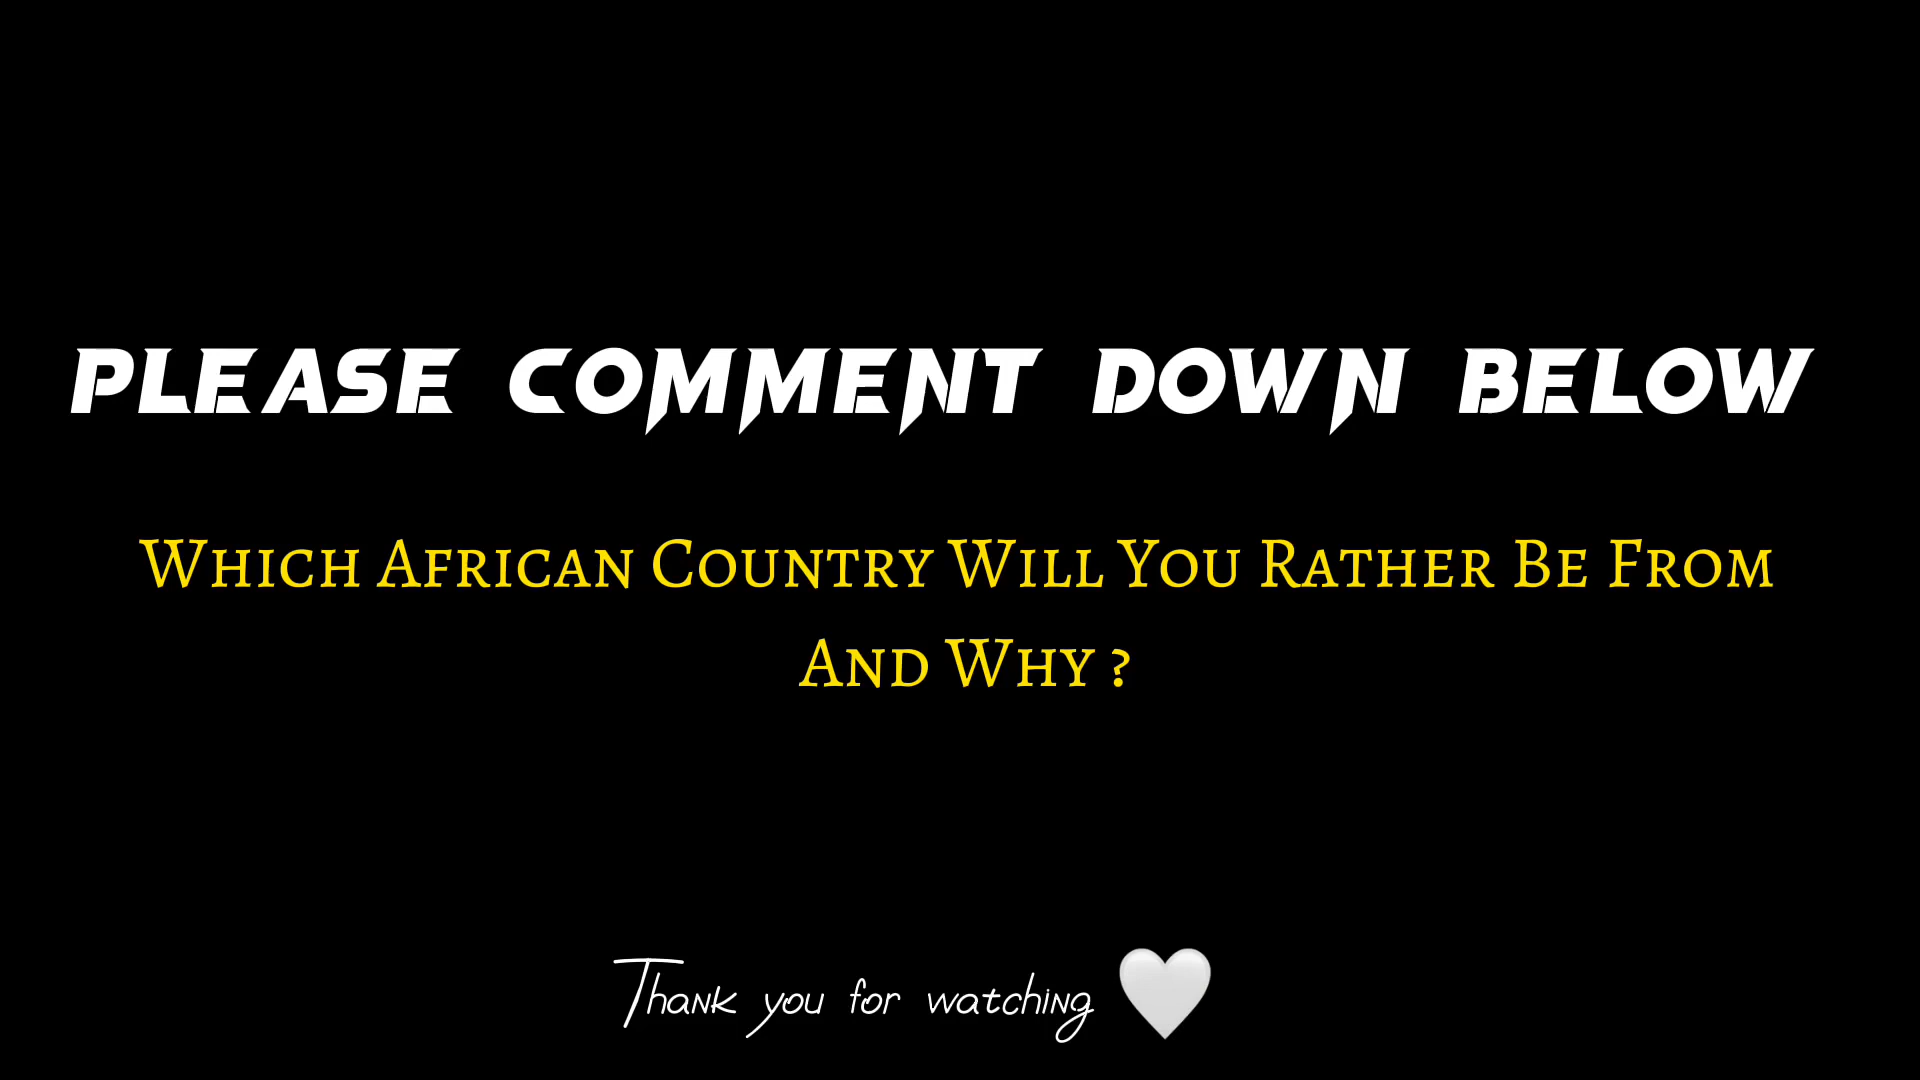 PLEASE COMMENT DOWN BELOW
Which African Country Will You Rather Be From
And Why ?
Thank you for watching 🤍